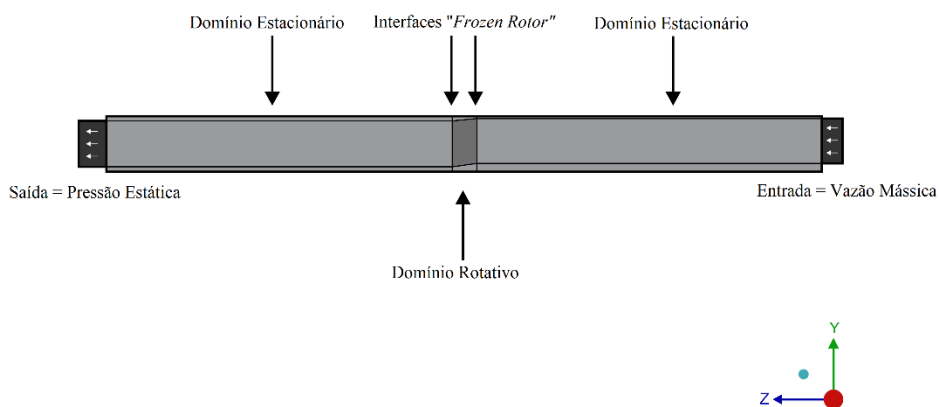 Domínio Estacionário
Interfaces "Frozen Rotor"
Domínio Estacionário
Saída = Pressão Estática
Entrada = Vazão Mássica
Domínio Rotativo
Y
Z